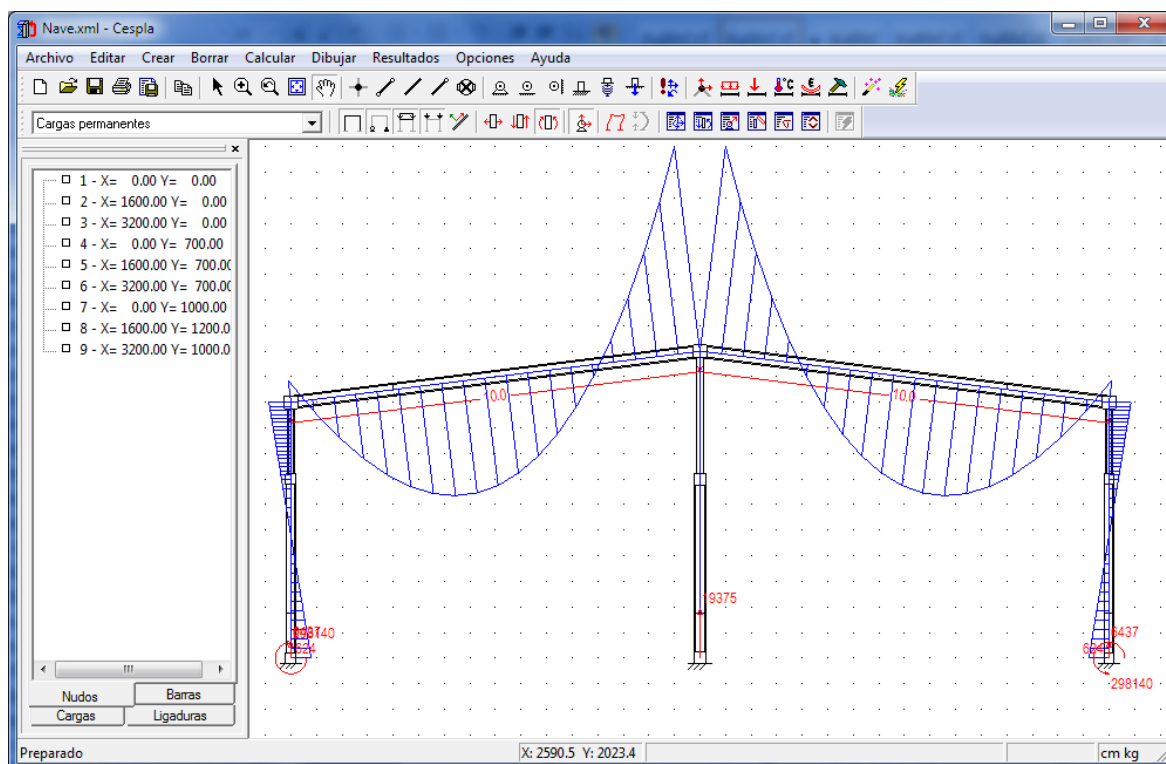 Nave.xml - Cespla
Archivo Editar Crear Borrar Calcular Dibujar Resultados Opciones Ayuda
Cargas permanentes
1 - X= 0.00 Y= 0.00
2 - X= 1600.00 Y= 0.00
3 - X= 3200.00 Y= 0.00
4 - X= 0.00 Y= 700.00
5 - X= 1600.00 Y= 700.00
6 - X= 3200.00 Y= 700.00
7 - X= 0.00 Y= 1000.00
8 - X= 1600.00 Y= 1200.0
9 - X= 3200.00 Y= 1000.0
10.0 10.0
19375
6437
298140
Nudos Barras
Cargas Ligaduras
Preparado X: 2590.5 Y: 2023.4 cm kg